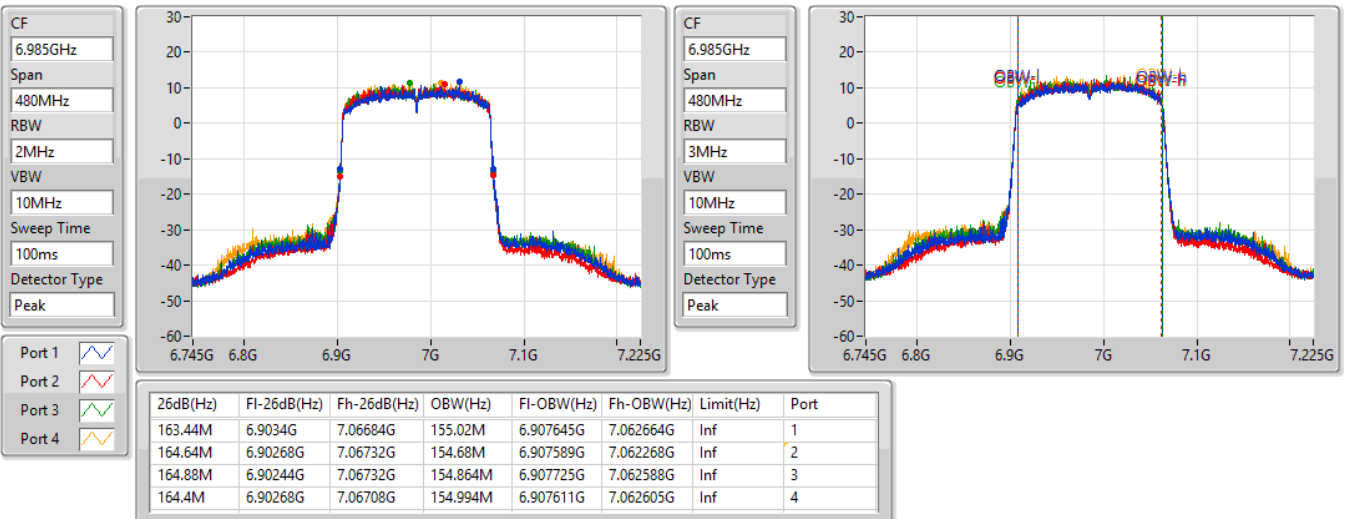 CF
6.985GHz
Span
480MHz
RBW
2MHz
VBW
10MHz
Sweep Time
100ms
Detector Type
Peak
30
20
10
0
-10
-20
-30
-40
-50
-60
6.745G 6.8G 6.9G 7G 7.1G 7.225G
CF
6.985GHz
Span
480MHz
RBW
3MHz
VBW
10MHz
Sweep Time
100ms
Detector Type
Peak
30
20
10
0
-10
-20
-30
-40
-50
-60
OBW-l OBW-h
6.745G 6.8G 6.9G 7G 7.1G 7.225G
Port 1
Port 2
Port 3
Port 4
26dB(Hz) Fl-26dB(Hz) Fh-26dB(Hz) OBW(Hz) Fl-OBW(Hz) Fh-OBW(Hz) Limit(Hz) Port
163.44M 6.9034G 7.06684G 155.02M 6.907645G 7.062664G Inf 1
164.64M 6.90268G 7.06732G 154.68M 6.907589G 7.062268G Inf 2
164.88M 6.90244G 7.06732G 154.864M 6.907725G 7.062588G Inf 3
164.4M 6.90268G 7.06708G 154.994M 6.907611G 7.062605G Inf 4